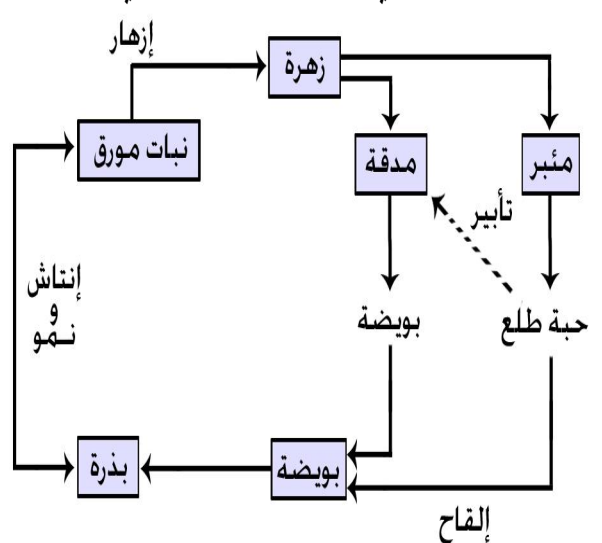 إزهار
زهرة
نبات مورق
مدقة
مئبر
تأبير
إنتاش
و
نمو
بويضة
حبة طلع
بذرة
بويضة
إلقاح